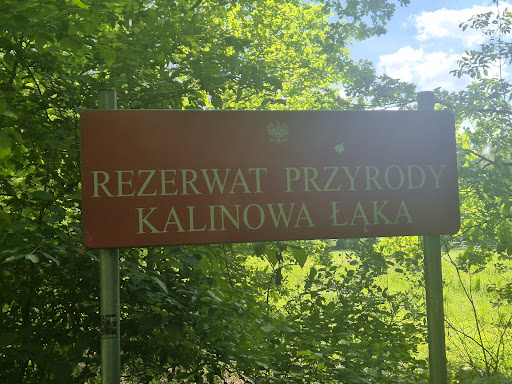 REZERWAT PRZYRODY
KALINOWA ŁĄKA